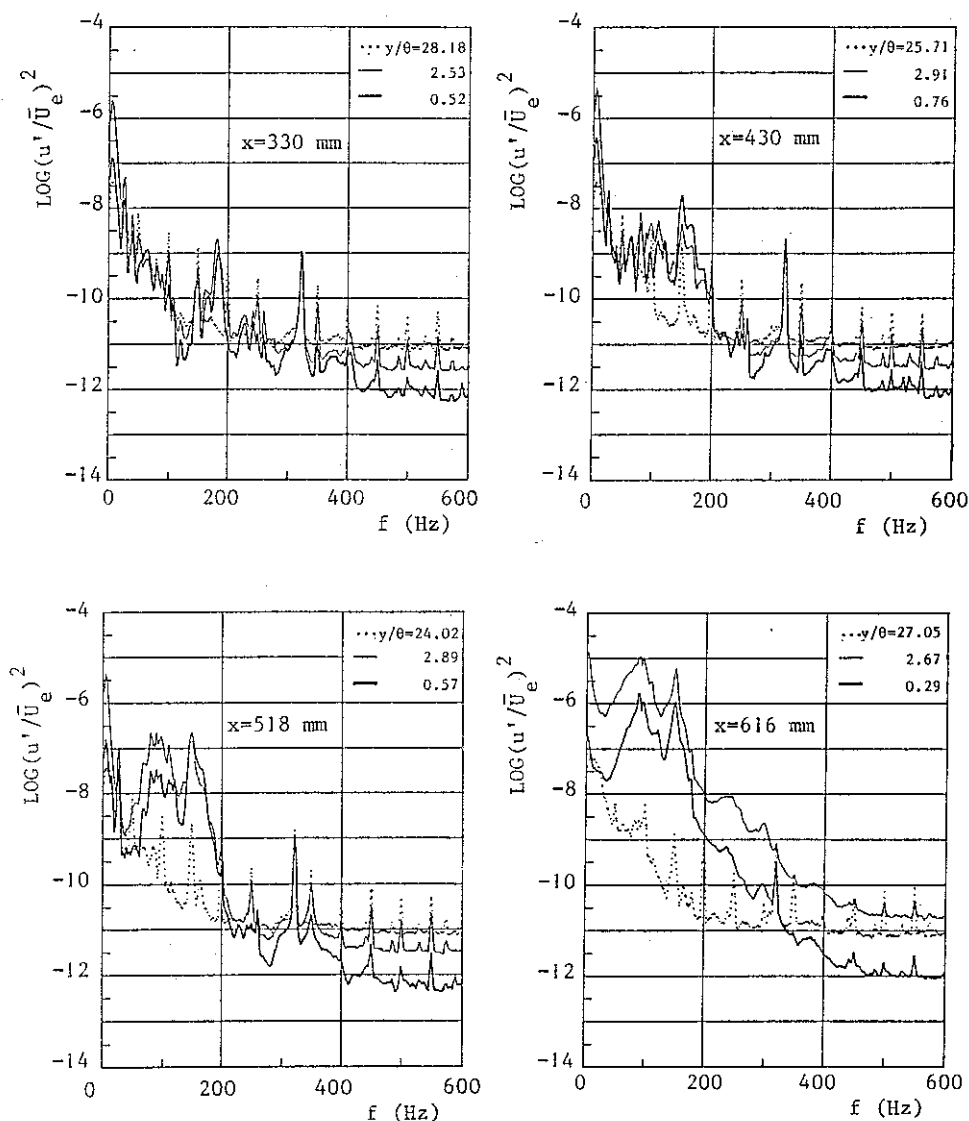 -4
-6
-8
-10
-12
-14
LOG(u'/Ūe)²
···y/θ=28.18
2.53
0.52
x=330 mm
0 200 400 600
f (Hz)
-4
-6
-8
-10
-12
-14
LOG(u'/Ūe)²
···y/θ=25.71
2.91
0.76
x=430 mm
0 200 400 600
f (Hz)
-4
-6
-8
-10
-12
-14
LOG(u'/Ūe)²
···y/θ=24.02
2.89
0.57
x=518 mm
0 200 400 600
f (Hz)
-4
-6
-8
-10
-12
-14
LOG(u'/Ūe)²
···y/θ=27.05
2.67
0.29
x=616 mm
0 200 400 600
f (Hz)